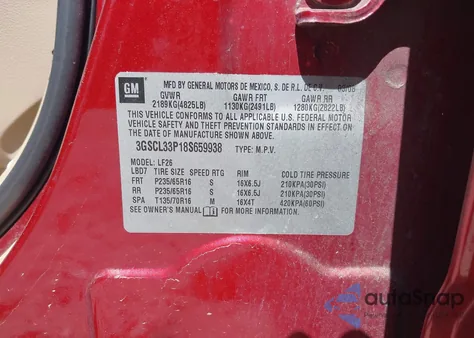 GM
MFD BY GENERAL MOTORS DE MEXICO, S. DE R.L. DE C.V. 03/08
GVWR GAWR FRT GAWR RR
2189KG(4825LB) 1130KG(2491LB) 1280KG(2822LB)
THIS VEHICLE CONFORMS TO ALL APPLICABLE U.S. FEDERAL MOTOR
VEHICLE SAFETY AND THEFT PREVENTION STANDARDS IN EFFECT ON THE
DATE OF MANUFACTURE SHOWN ABOVE.
3GSCL33P18S659938 TYPE: M.P.V.
MODEL: LF26
LBD7 TIRE SIZE SPEED RTG RIM COLD TIRE PRESSURE
FRT P235/65R16 S 16X6.5J 210KPA(30PSI)
RR P235/65R16 S 16X6.5J 210KPA(30PSI)
SPA T135/70R16 M 16X4T 420KPA(60PSI)
SEE OWNER'S MANUAL FOR MORE INFORMATION.
autoSnap